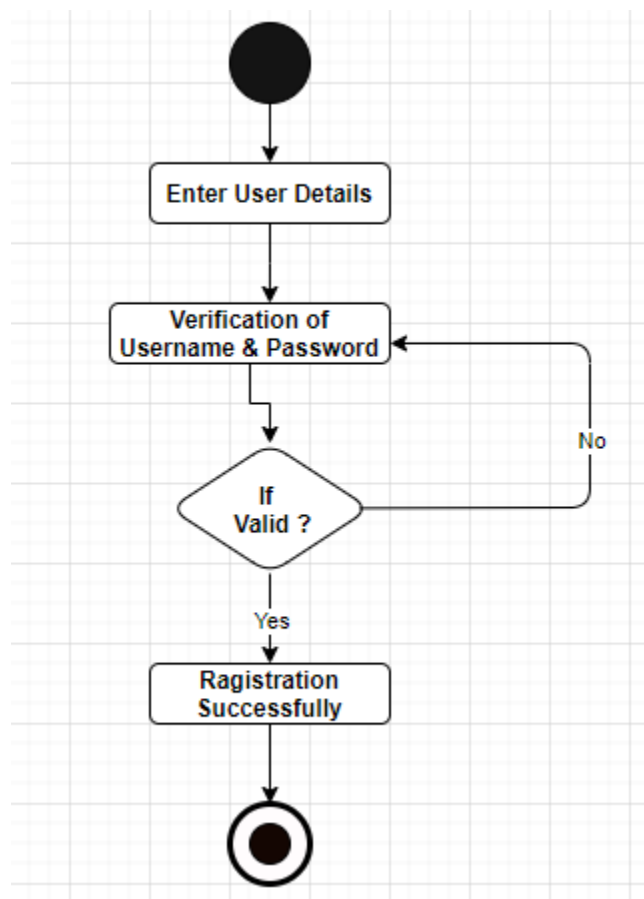 Enter User Details
Verification of
Username & Password
No
If
Valid ?
Yes
Ragistration
Successfully